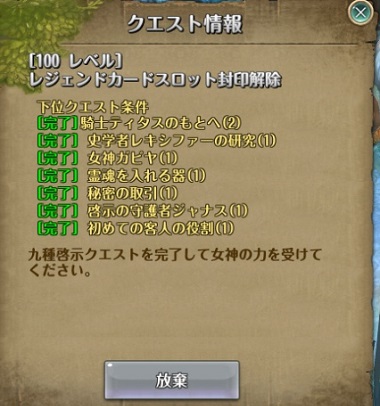 クエスト情報
[100 レベル]
レジェンドカードスロット封印解除
下位クエスト条件
[完了]騎士ティタスのもとへ(2)
[完了] 史学者レキシファーの研究(1)
[完了] 女神ガビヤ(1)
[完了] 霊魂を入れる器(1)
[完了] 秘密の取引(1)
[完了] 啓示の守護者ジャナス(1)
[完了] 初めての客人の役割(1)
九種啓示クエストを完了して女神の力を受けて
ください。
放棄